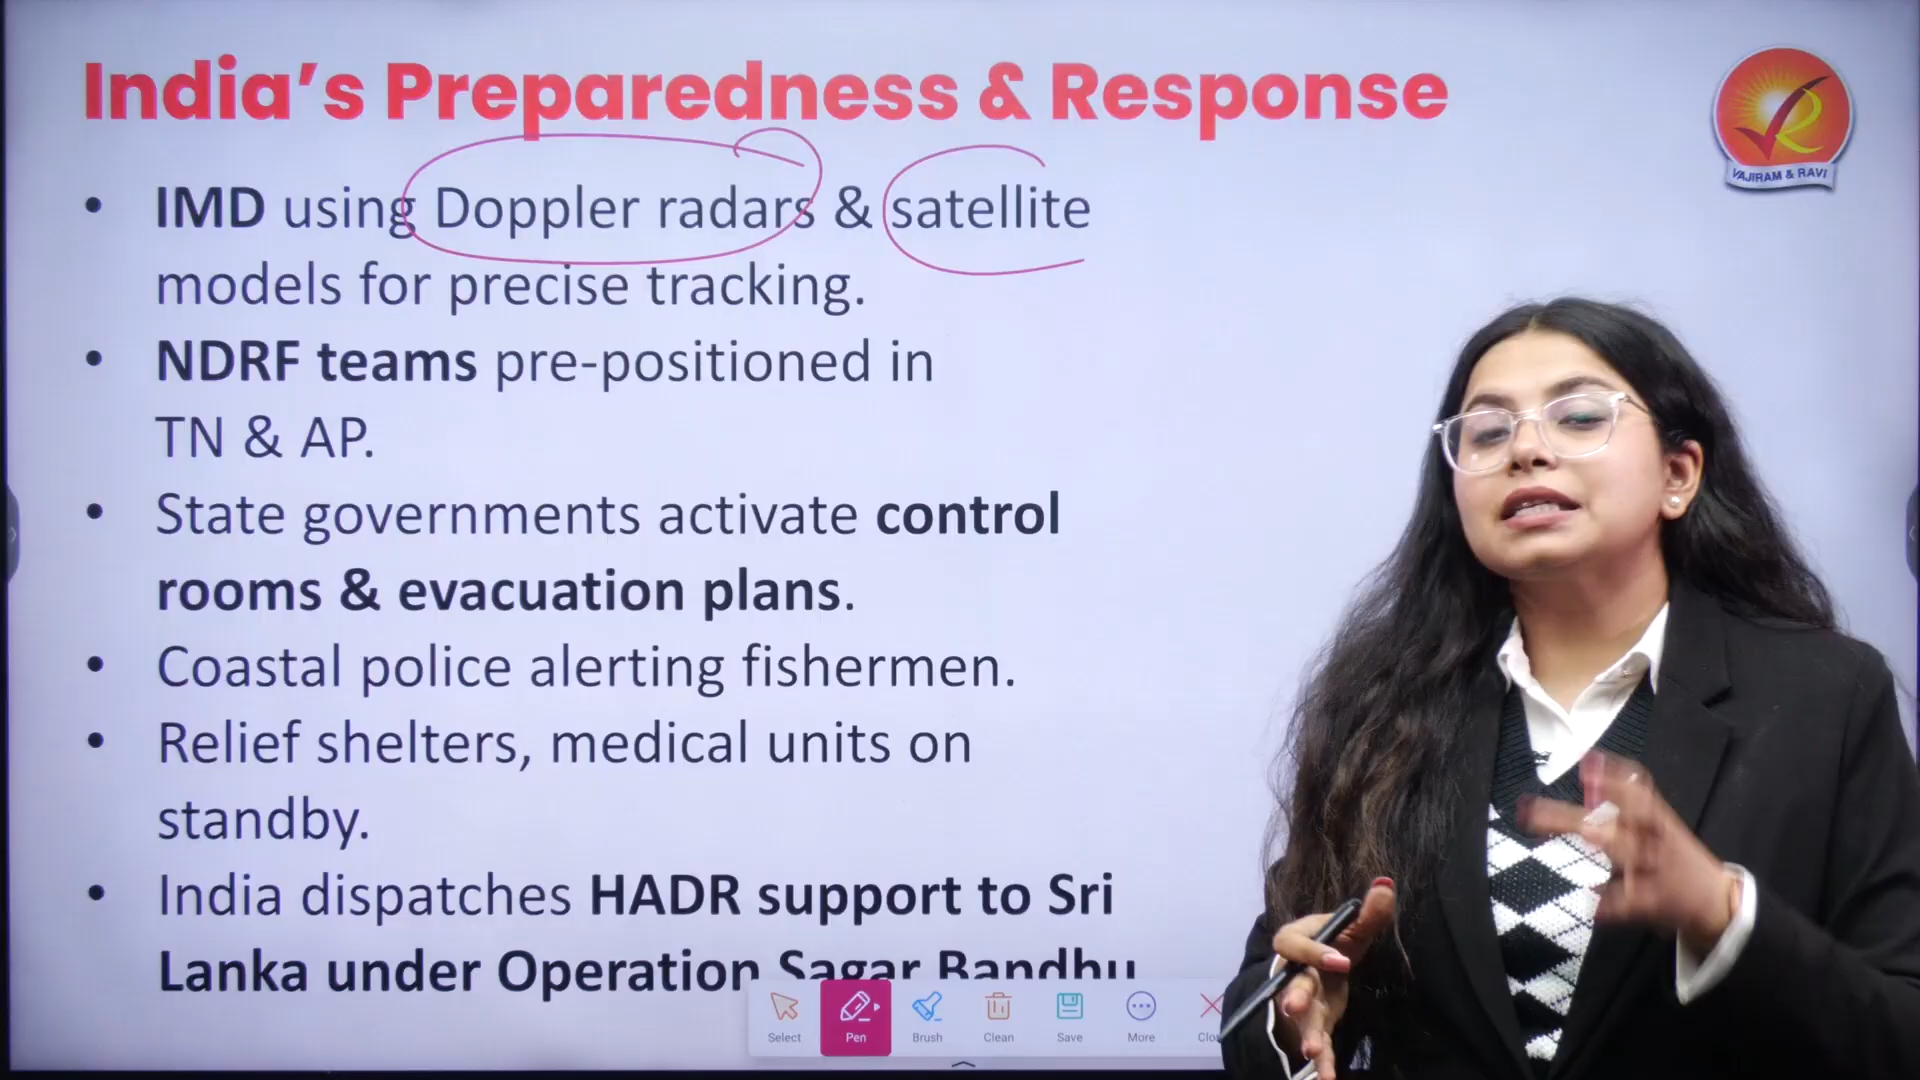 India’s Preparedness & Response
VAJIRAM & RAVI
• IMD using Doppler radars & satellite
models for precise tracking.
• NDRF teams pre-positioned in
TN & AP.
• State governments activate control
rooms & evacuation plans.
• Coastal police alerting fishermen.
• Relief shelters, medical units on
standby.
• India dispatches HADR support to Sri
Lanka under Operation Sagar Bandhu
Select Pen Brush Clean Save More Clo